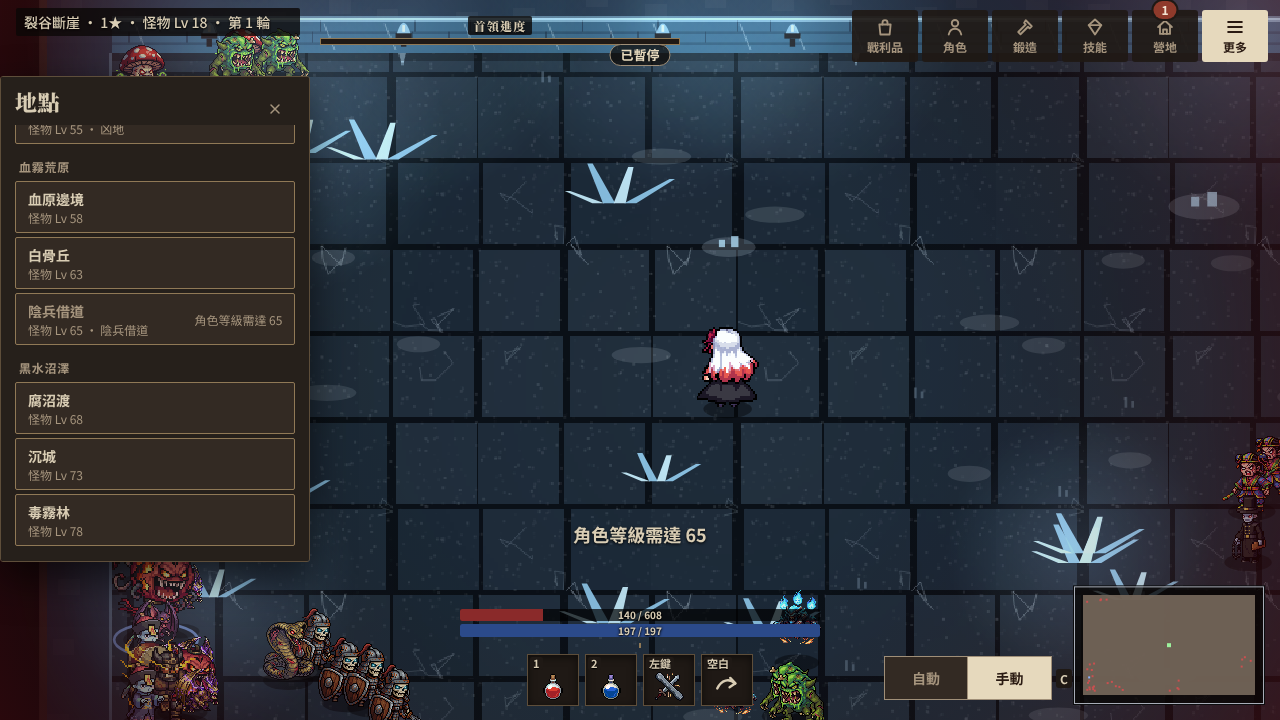 裂谷斷崖 • 1★ • 怪物 Lv 18 • 第 1 輪
首領進度
已暫停
戰利品
角色
鍛造
技能
1
營地
更多
地點
怪物 Lv 55 • 凶地
血霧荒原
血原邊境
怪物 Lv 58
白骨丘
怪物 Lv 63
陰兵借道
怪物 Lv 65 • 陰兵借道
角色等級需達 65
黑水沼澤
腐沼渡
怪物 Lv 68
沉城
怪物 Lv 73
毒霧林
怪物 Lv 78
角色等級需達 65
140 / 608
197 / 197
1
2
左鍵
空白
自動
手動
C